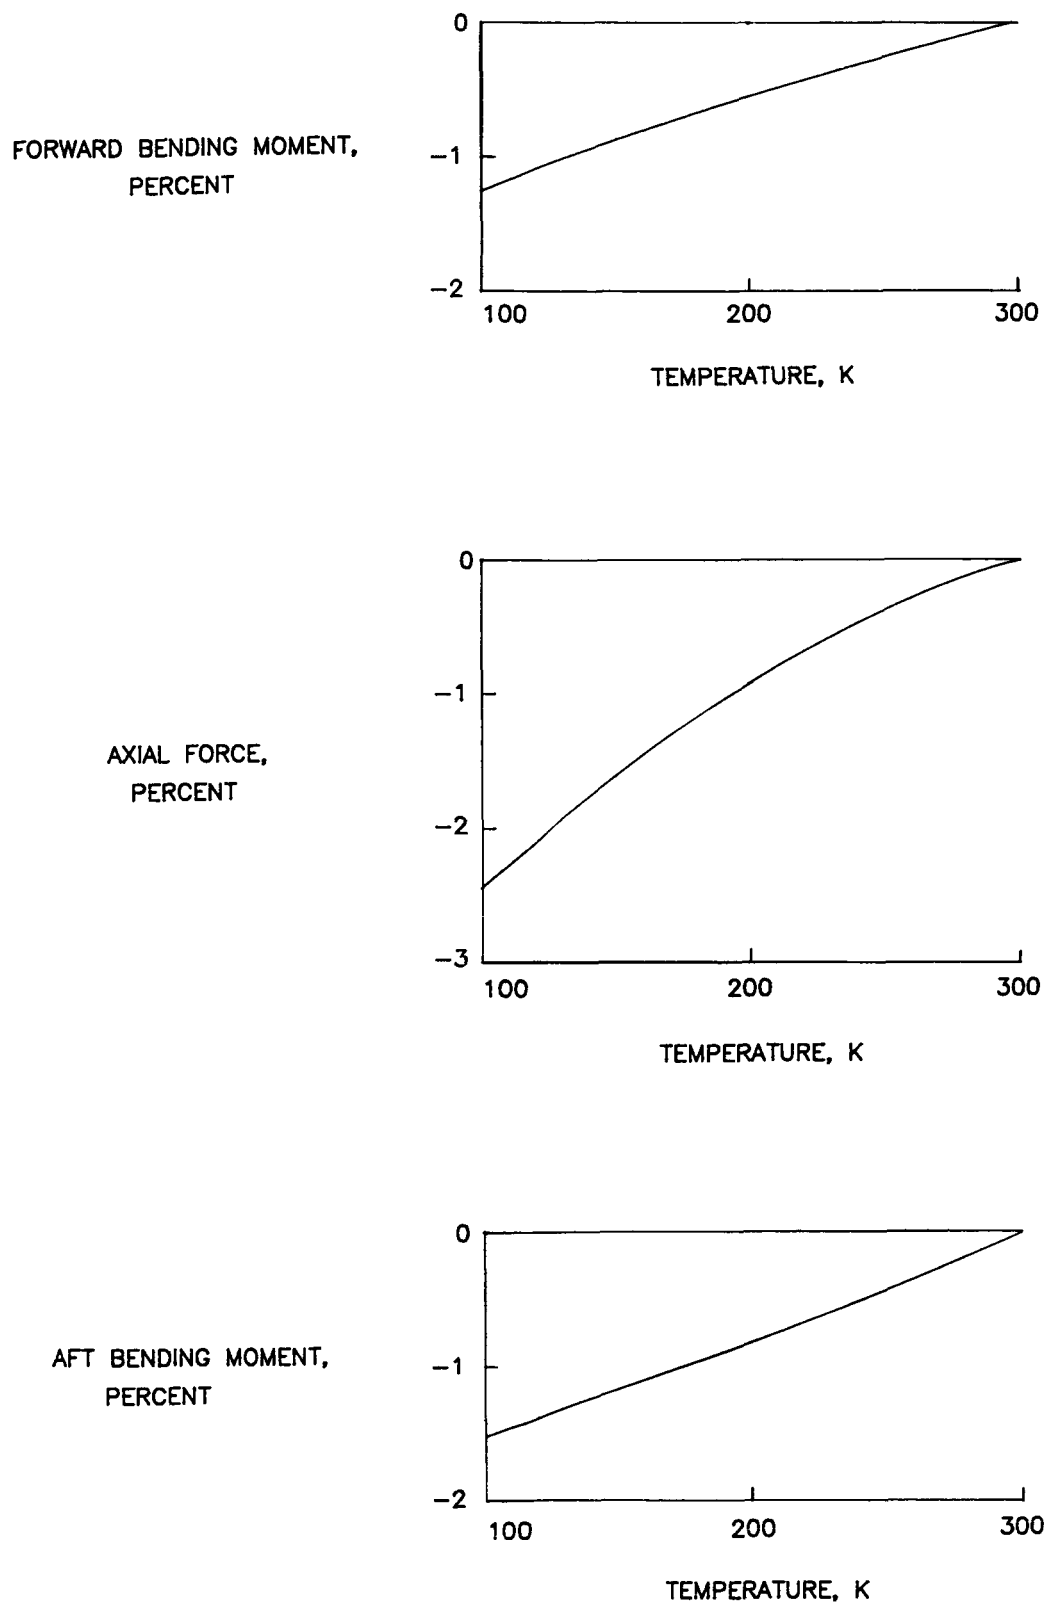 0
FORWARD BENDING MOMENT,
PERCENT
−1
−2
100 200 300
TEMPERATURE, K
0
−1
AXIAL FORCE,
PERCENT
−2
−3
100 200 300
TEMPERATURE, K
0
AFT BENDING MOMENT,
PERCENT
−1
−2
100 200 300
TEMPERATURE, K